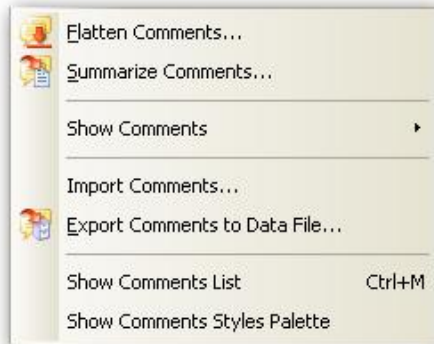 Flatten Comments...
Summarize Comments...
Show Comments
Import Comments...
Export Comments to Data File...
Show Comments List Ctrl+M
Show Comments Styles Palette